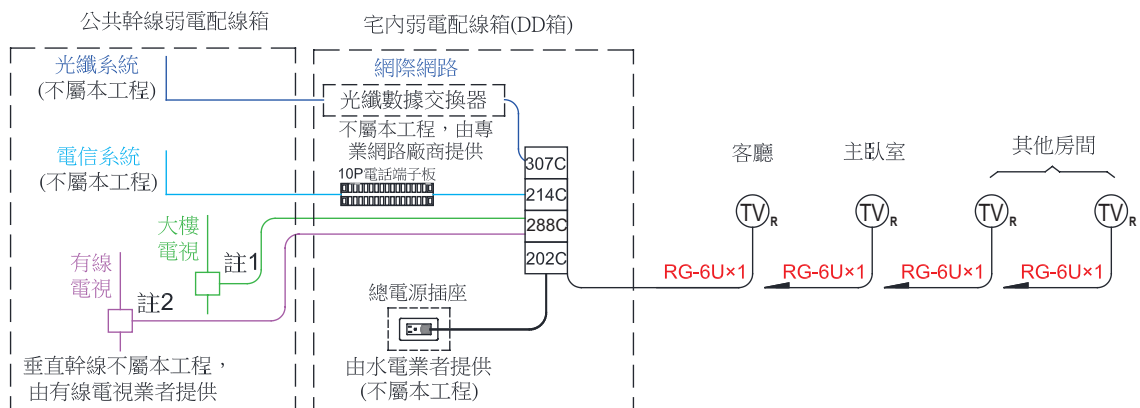 公共幹線弱電配線箱
宅內弱電配線箱(DD箱)
光纖系統
(不屬本工程)
網際網路
光纖數據交換器
不屬本工程，由專
業網路廠商提供
電信系統
(不屬本工程)
10P電話端子板
307C
214C
288C
202C
大樓
電視
註1
有線
電視
註2
總電源插座
垂直幹線不屬本工程，
由有線電視業者提供
由水電業者提供
(不屬本工程)
客廳
主臥室
其他房間
TVR
TVR
TVR
TVR
RG-6U×1
RG-6U×1
RG-6U×1
RG-6U×1